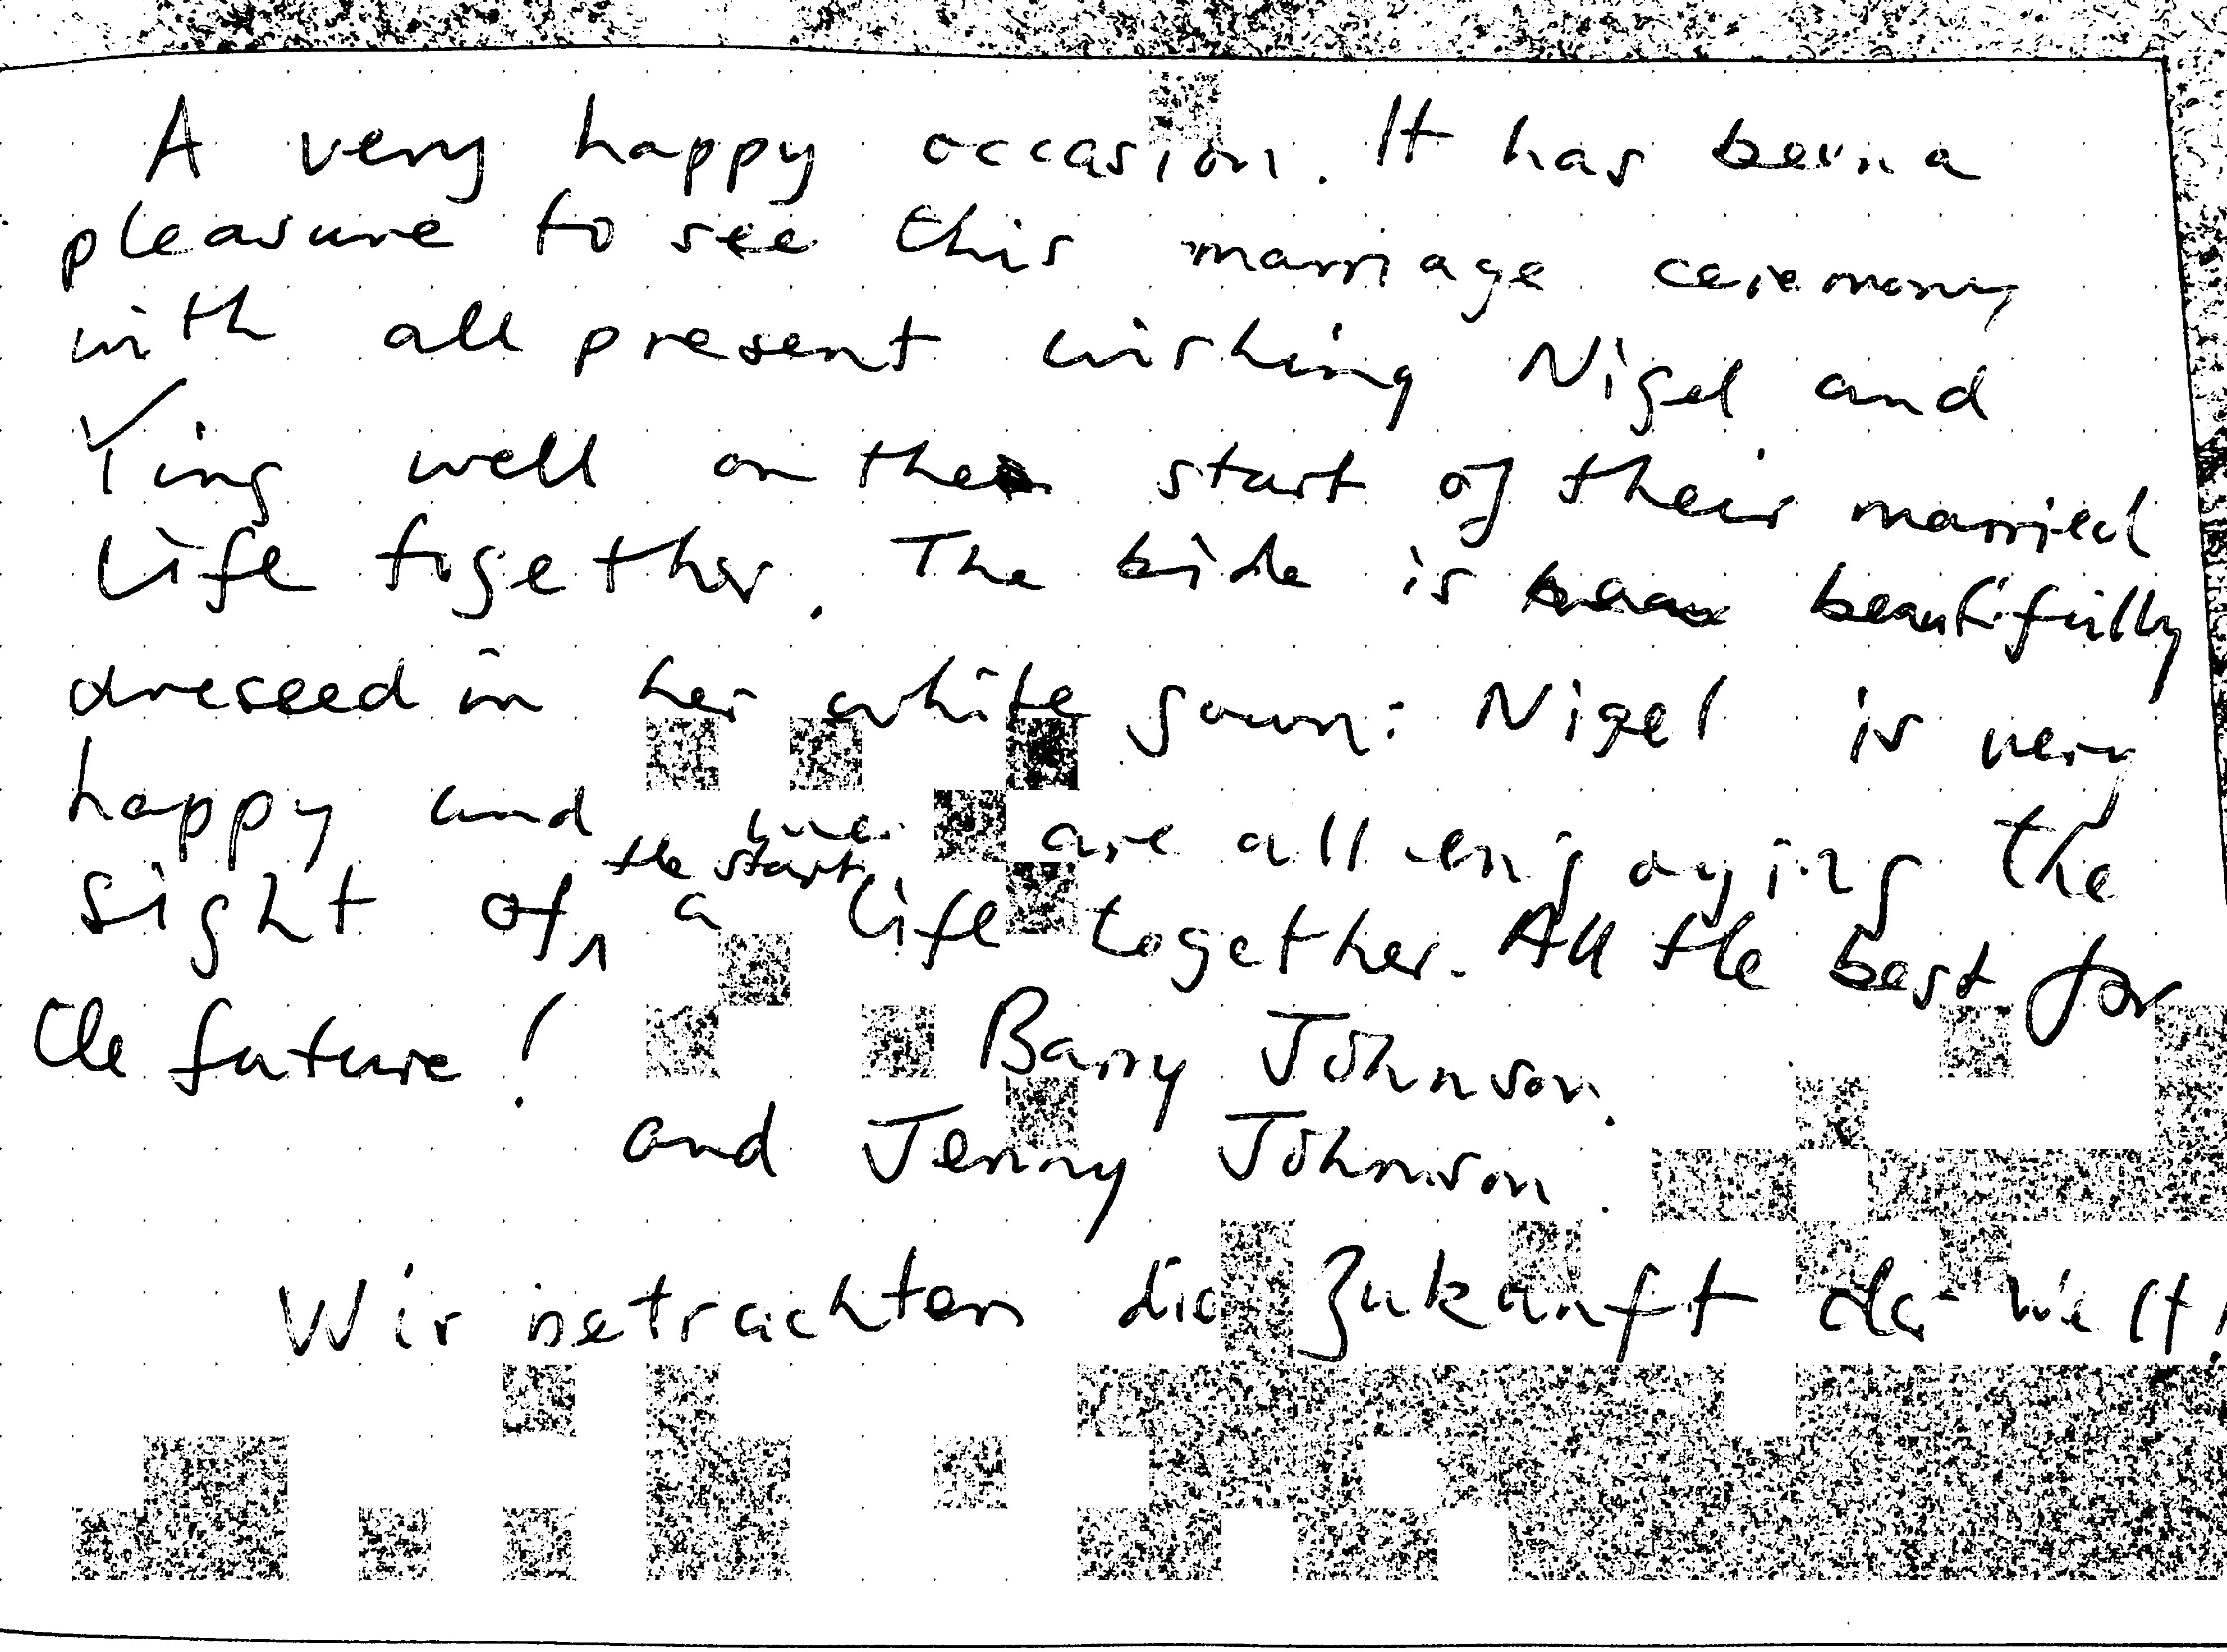 A very happy occasion. It has been a
pleasure to see this marriage ceremony
with all present wishing Nigel and
Ying well on the start of their married
life together. The bride is beautifully
dressed in her white gown: Nigel is very
happy and we are all enjoying the
sight of the start a life together. All the best for
the future! Barry Johnson.
and Jenny Johnson.
Wir betrachten die Zukunft der Welt!